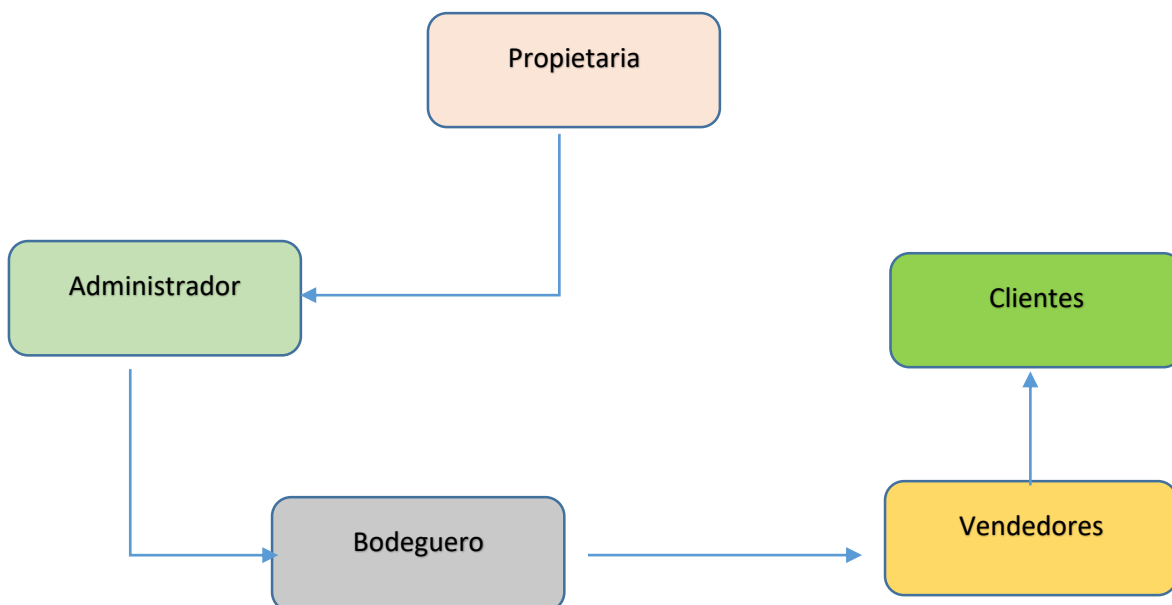 Propietaria
Administrador
Clientes
Bodeguero
Vendedores